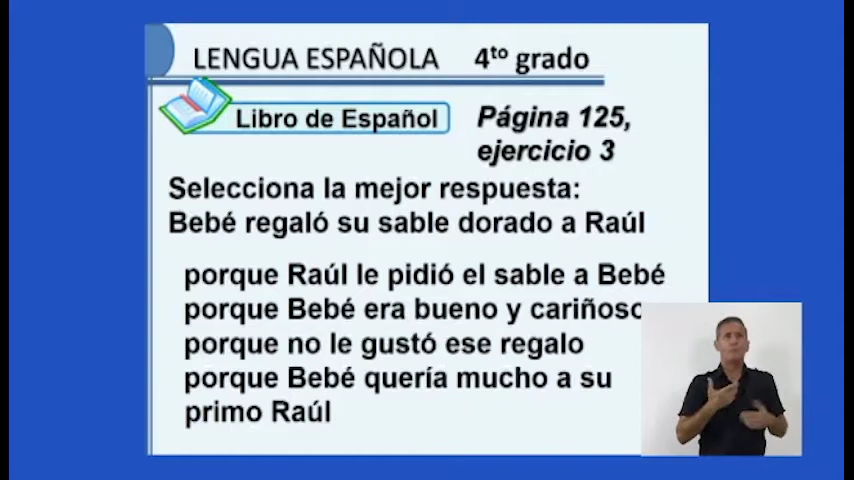 LENGUA ESPAÑOLA 4to grado
Libro de Español
Página 125,
ejercicio 3
Selecciona la mejor respuesta:
Bebé regaló su sable dorado a Raúl
porque Raúl le pidió el sable a Bebé
porque Bebé era bueno y cariñoso
porque no le gustó ese regalo
porque Bebé quería mucho a su
primo Raúl